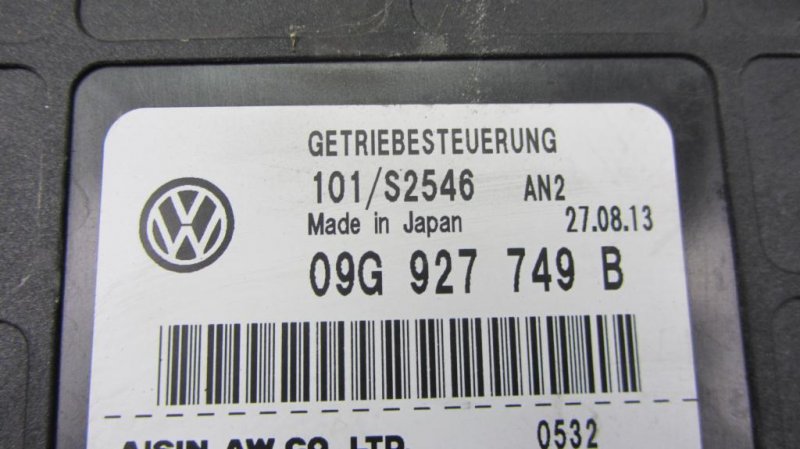 GETRIEBESTEUERUNG
101/S2546 AN2
Made in Japan 27.08.13
09G 927 749 B
AISIN AW CO., LTD. 0532